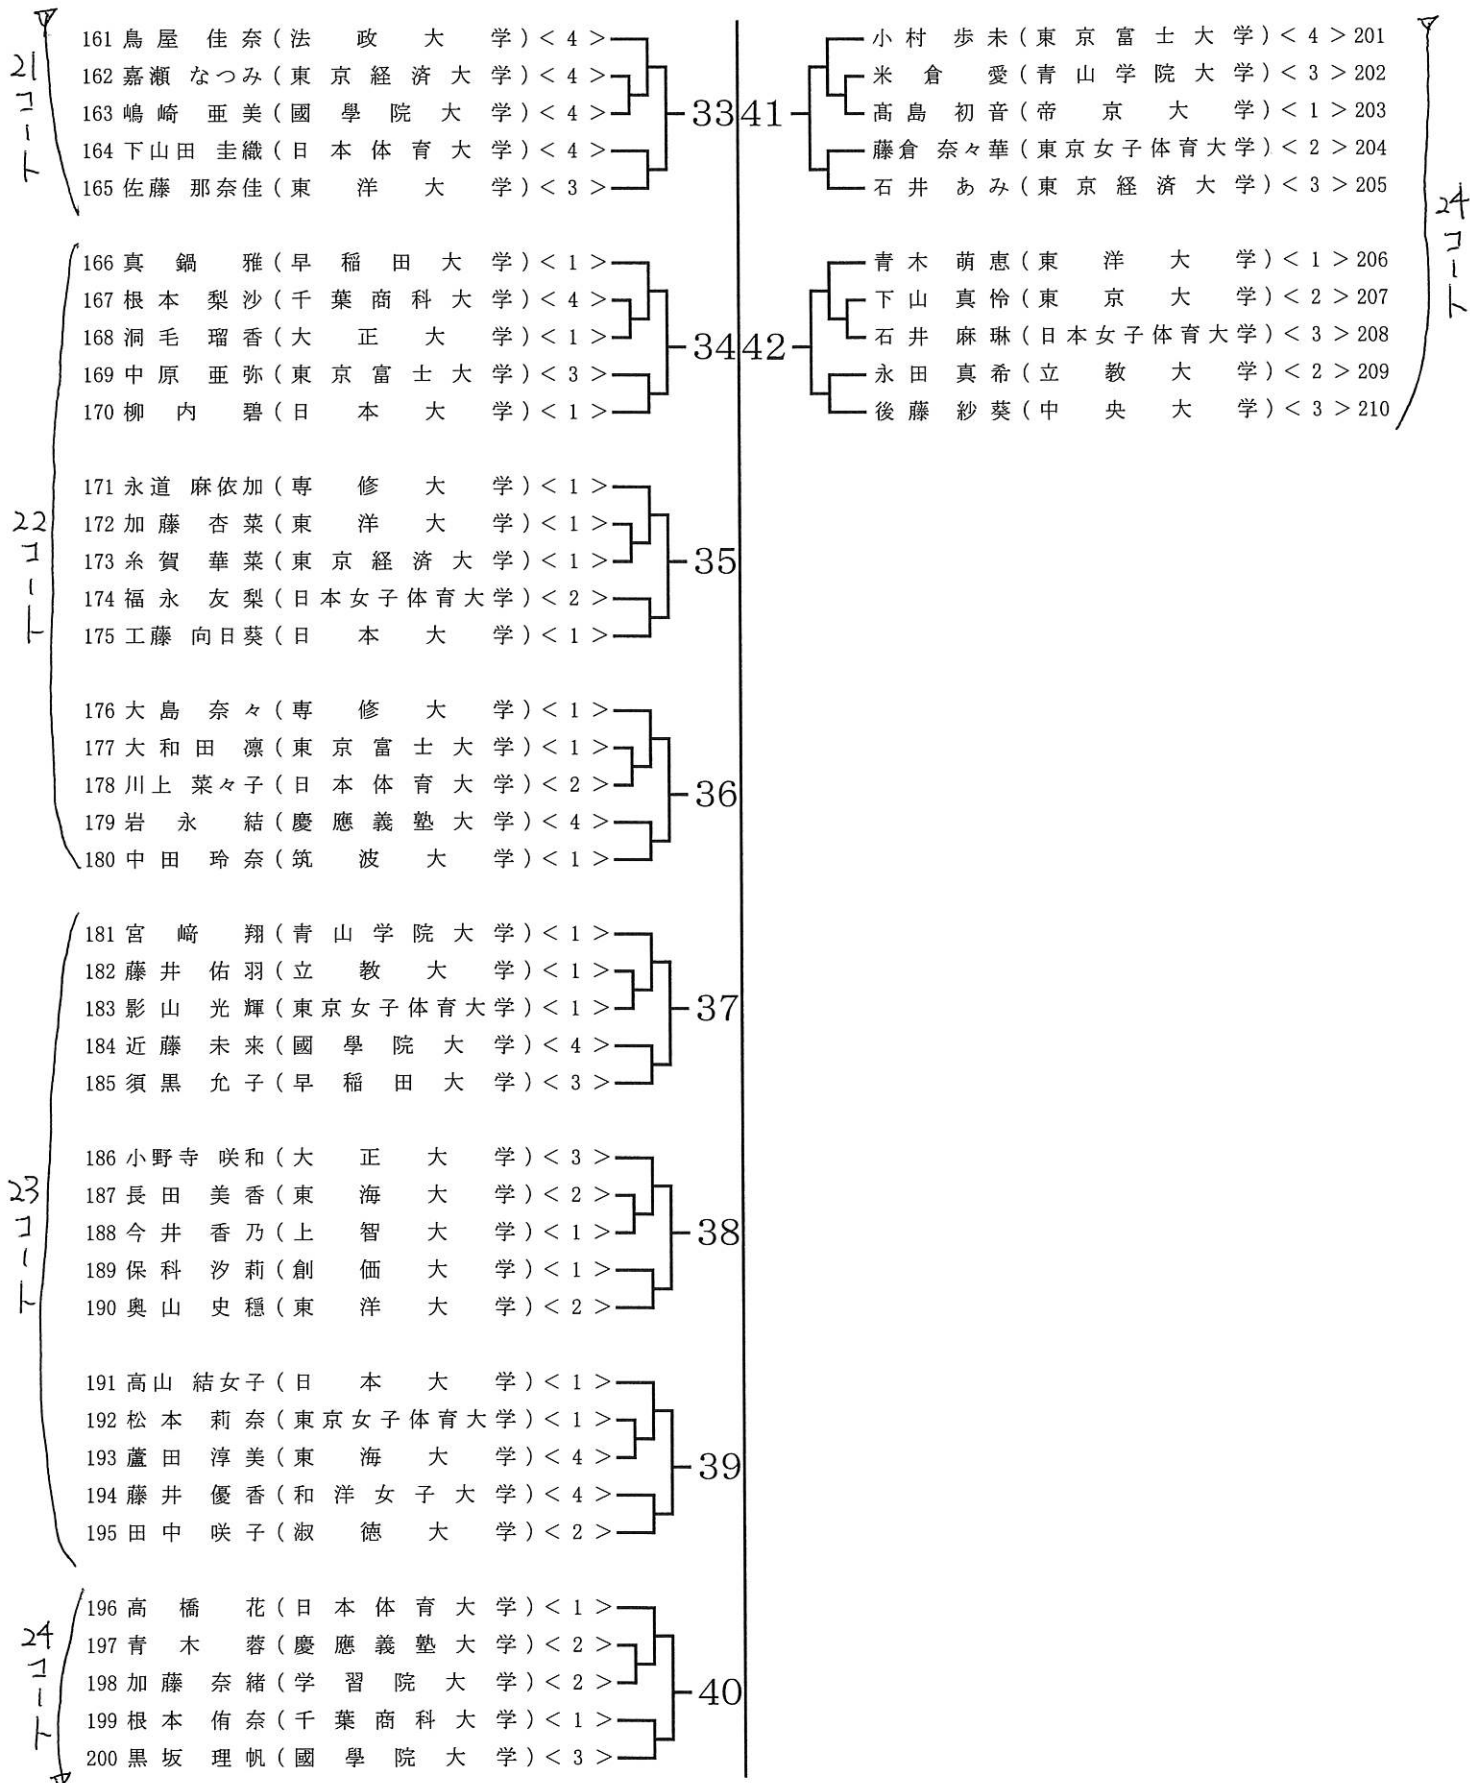 21コート
161 鳥屋 佳奈 (法政大学) < 4 >
162 嘉瀬 なつみ (東京経済大学) < 4 >
163 嶋崎 亜美 (國學院大学) < 4 >
164 下山田 圭織 (日本体育大学) < 4 >
165 佐藤 那奈佳 (東洋大学) < 3 >
33
22コート
166 真鍋 雅 (早稲田大学) < 1 >
167 根本 梨沙 (千葉商科大学) < 4 >
168 洞毛 瑠香 (大正大学) < 1 >
169 中原 亜弥 (東京富士大学) < 3 >
170 柳内 碧 (日本大学) < 1 >
34
171 永道 麻依加 (専修大学) < 1 >
172 加藤 杏菜 (東洋大学) < 1 >
173 糸賀 華菜 (東京経済大学) < 1 >
174 福永 友梨 (日本女子体育大学) < 2 >
175 工藤 向日葵 (日本大学) < 1 >
35
176 大島 奈々 (専修大学) < 1 >
177 大和田 凛 (東京富士大学) < 1 >
178 川上 菜々子 (日本体育大学) < 2 >
179 岩永 結 (慶應義塾大学) < 4 >
180 中田 玲奈 (筑波大学) < 1 >
36
23コート
181 宮﨑 翔 (青山学院大学) < 1 >
182 藤井 佑羽 (立教大学) < 1 >
183 影山 光輝 (東京女子体育大学) < 1 >
184 近藤 未来 (國學院大学) < 4 >
185 須黒 允子 (早稲田大学) < 3 >
37
186 小野寺 咲和 (大正大学) < 3 >
187 長田 美香 (東海大学) < 2 >
188 今井 香乃 (上智大学) < 1 >
189 保科 汐莉 (創価大学) < 1 >
190 奥山 史穏 (東洋大学) < 2 >
38
191 高山 結女子 (日本大学) < 1 >
192 松本 莉奈 (東京女子体育大学) < 1 >
193 蘆田 淳美 (東海大学) < 4 >
194 藤井 優香 (和洋女子大学) < 4 >
195 田中 咲子 (淑徳大学) < 2 >
39
24コート
196 高橋 花 (日本体育大学) < 1 >
197 青木 蓉 (慶應義塾大学) < 2 >
198 加藤 奈緒 (学習院大学) < 2 >
199 根本 侑奈 (千葉商科大学) < 1 >
200 黒坂 理帆 (國學院大学) < 3 >
40
小村 歩未 (東京富士大学) < 4 > 201
米倉 愛 (青山学院大学) < 3 > 202
髙島 初音 (帝京大学) < 1 > 203
藤倉 奈々華 (東京女子体育大学) < 2 > 204
石井 あみ (東京経済大学) < 3 > 205
41
24コート
青木 萌恵 (東洋大学) < 1 > 206
下山 真怜 (東京大学) < 2 > 207
石井 麻琳 (日本女子体育大学) < 3 > 208
永田 真希 (立教大学) < 2 > 209
後藤 紗葵 (中央大学) < 3 > 210
42